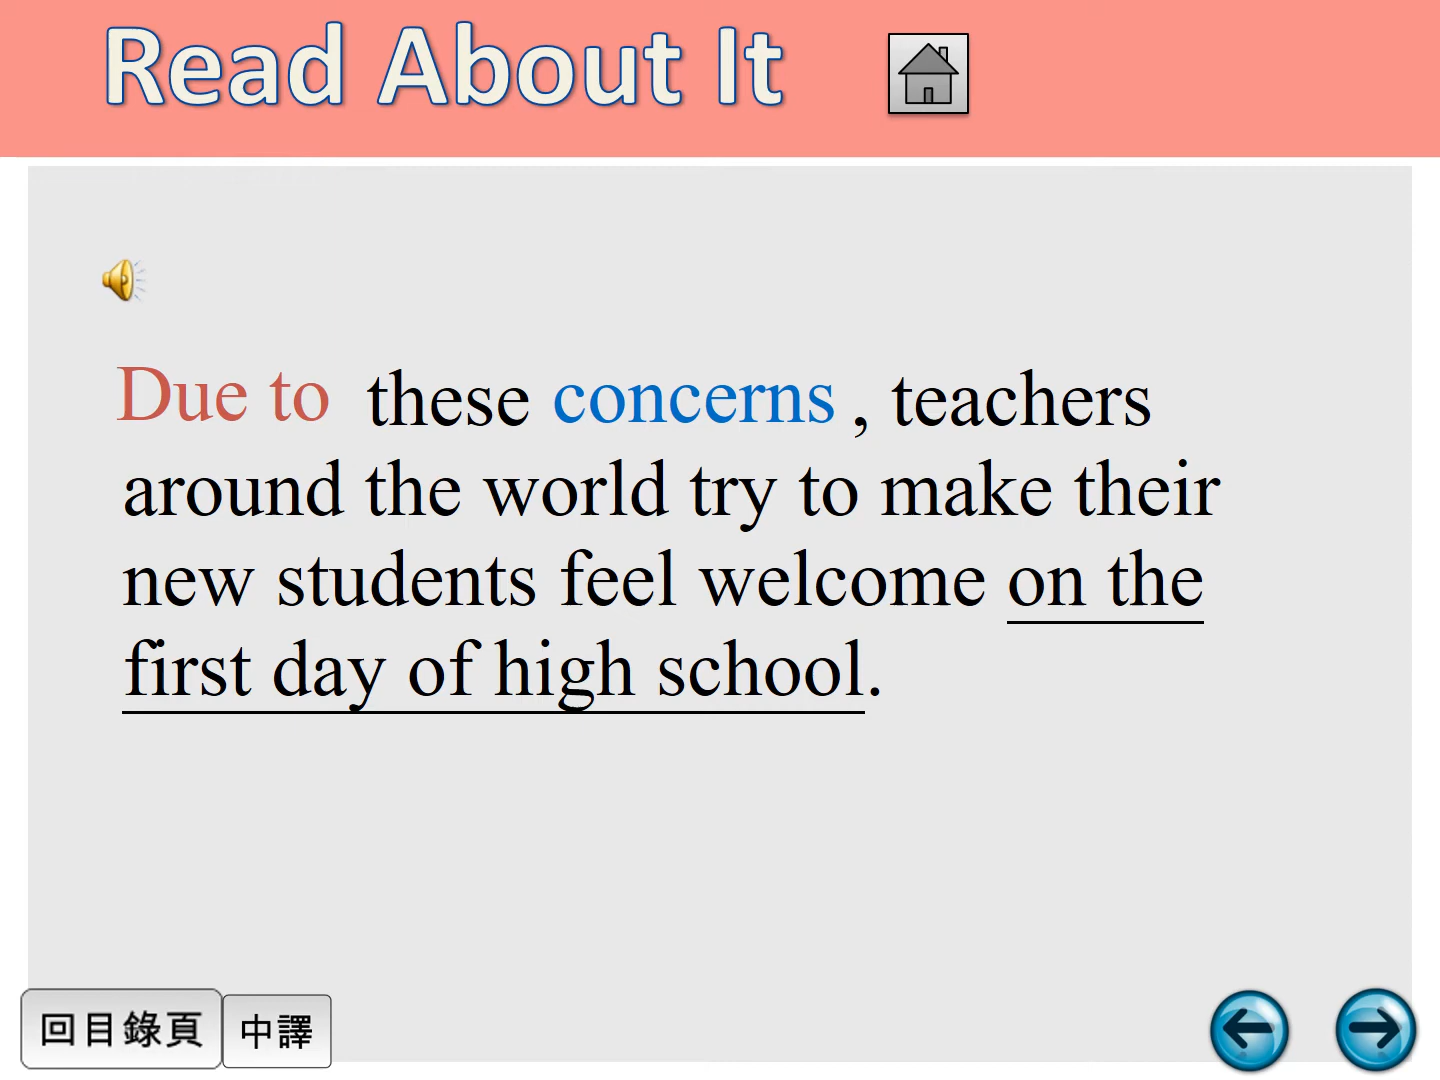 Read About It
Due to these concerns , teachers
around the world try to make their
new students feel welcome on the
first day of high school.
回目錄頁
中譯